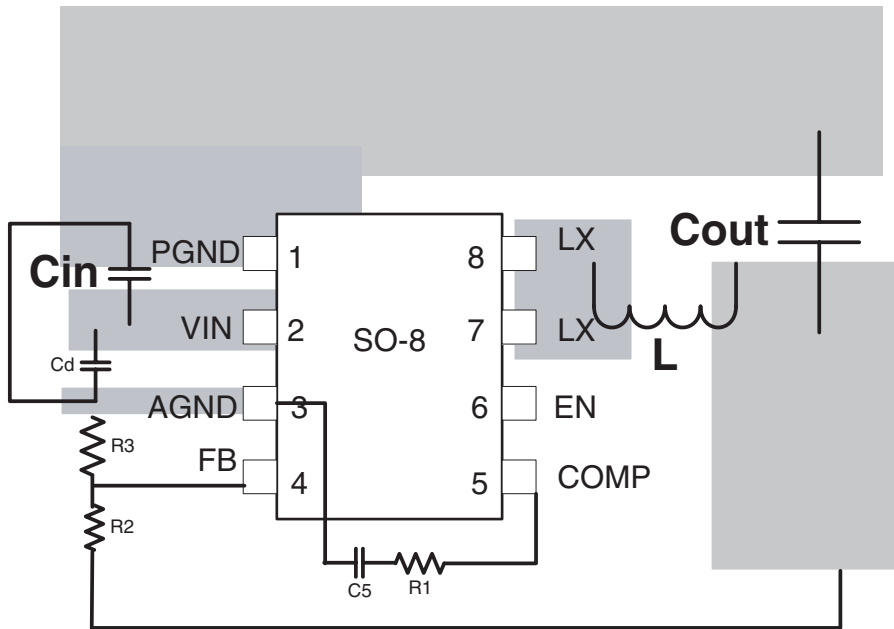 PGND
1
8
LX
Cout
Cin
VIN
2
SO-8
7
LX
L
Cd
AGND
3
6
EN
R3
FB
4
5
COMP
R2
C5
R1